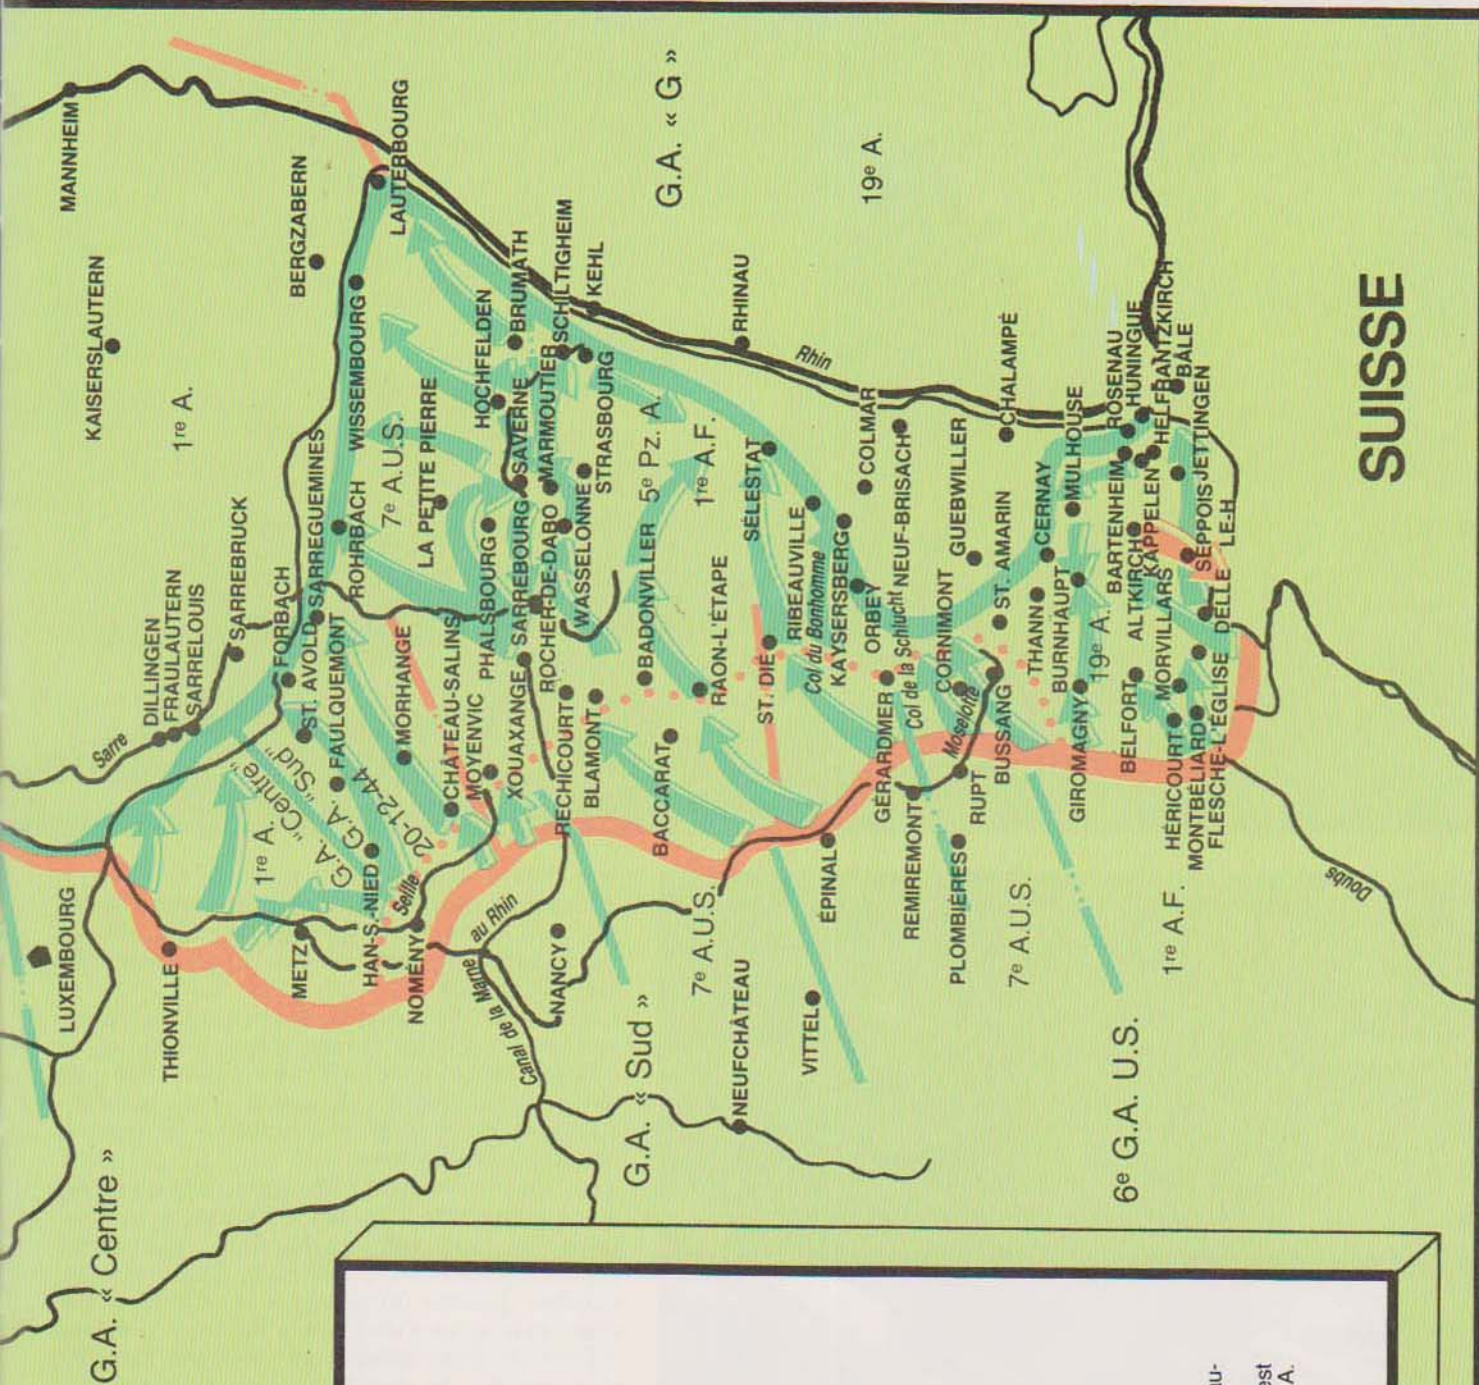 MANNHEIM
KAISERSLAUTERN
1re A.
BERGZABERN
LAUTERBOURG
WISSEMBOURG
DILLINGEN
FRAULAUTERN
SARRELOUIS
SARREBRUCK
Sarre
FORBACH
SARREGUEMINES
ROHRBACH
7e A.U.S.
LA PETITE PIERRE
HOCHFELDEN
BRUMATH
SCHILTIGHEIM
KEHL
STRASBOURG
SAVERNE
MARMOUTIER
WASSELONNE
PHALSBOURG
SARREBOURG
ROCHER-DE-DABO
ST. AVOLD
FAULQUEMONT
MORHANGE
CHÂTEAU-SALINS
MOYENVIC
XOUAXANGE
RECHICOURT
BLAMONT
BADONVILLER
5e Pz. A.
1re A.F.
RAON-L'ÉTAPE
BACCARAT
G.A. « G »
19e A.
RHINAU
Rhin
SÉLESTAT
ST. DIÉ
RIBEAUVILLE
Col du Bonhomme
KAYSERSBERG
ORBEY
COLMAR
NEUF-BRISACH
Col de la Schlucht
GÉRARDMER
CORNIMONT
GUEBWILLER
ST. AMARIN
CHALAMPÉ
CERNAY
MULHOUSE
THANN
BURNHAUPT
19e A.
Moselotte
BUSSANG
RUPT
GIROMAGNY
BELFORT
ROSENAU
HUNINGUE
BARTENHEIM
KAPPELEN
HELFRANTZKIRCH
BÂLE
JETTINGEN
ALTKIRCH
SEPPOIS
LE-H
MORVILLARS
DELLE
HÉRICOURT
MONTBÉLIARD
FLESCHE-L'ÉGLISE
SUISSE
LUXEMBOURG
THIONVILLE
METZ
HAN-S.-NIED
NOMENY
Seille
1re A.
G.A. "Centre"
G.A. "Sud"
20-12-44
Canal de la Marne au Rhin
NANCY
7e A.U.S.
NEUFCHÂTEAU
VITTEL
ÉPINAL
REMIREMONT
PLOMBIÈRES
7e A.U.S.
1re A.F.
Doubs
G.A. « Centre »
G.A. « Sud »
6e G.A. U.S.
u-
est
A.